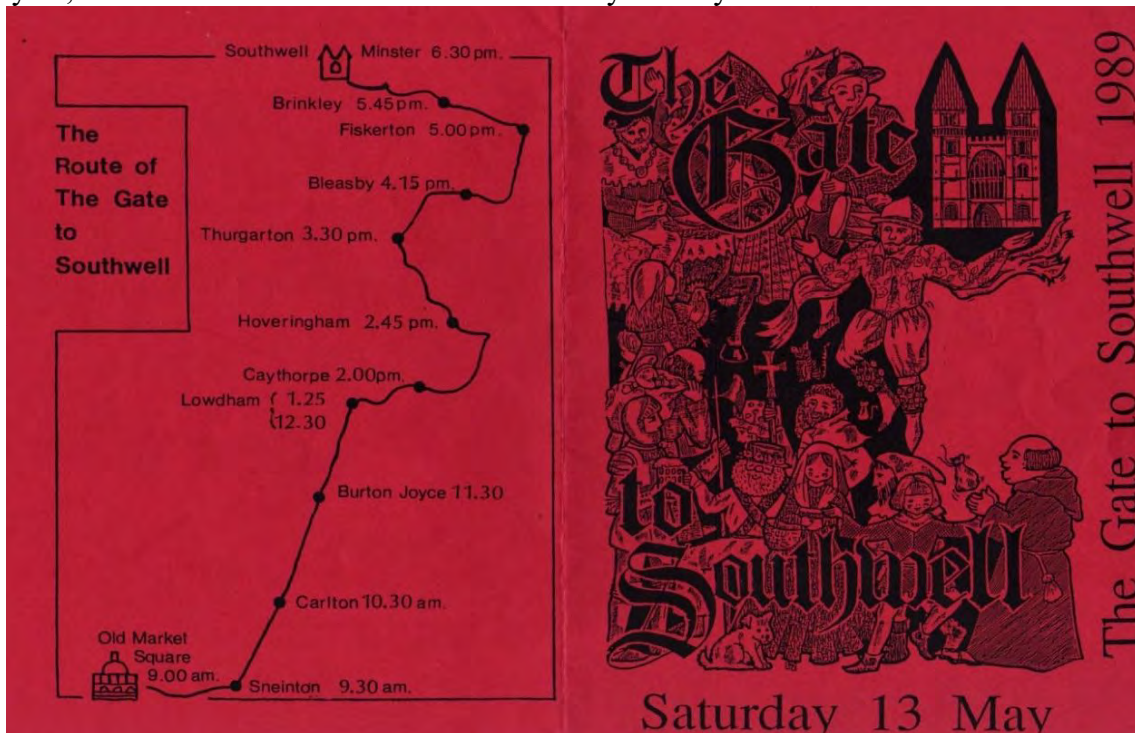 Southwell Minster 6.30 pm.
Brinkley 5.45 pm.
Fiskerton 5.00 pm.
Bleasby 4.15 pm.
Thurgarton 3.30 pm.
Hoveringham 2.45 pm.
Caythorpe 2.00pm.
Lowdham { 1.25
12.30
Burton Joyce 11.30
Carlton 10.30 am.
Old Market
Square
9.00 am.
Sneinton 9.30 am.
The
Route of
The Gate
to
Southwell
The
Gate
to
Southwell
Saturday 13 May
The Gate to Southwell 1989